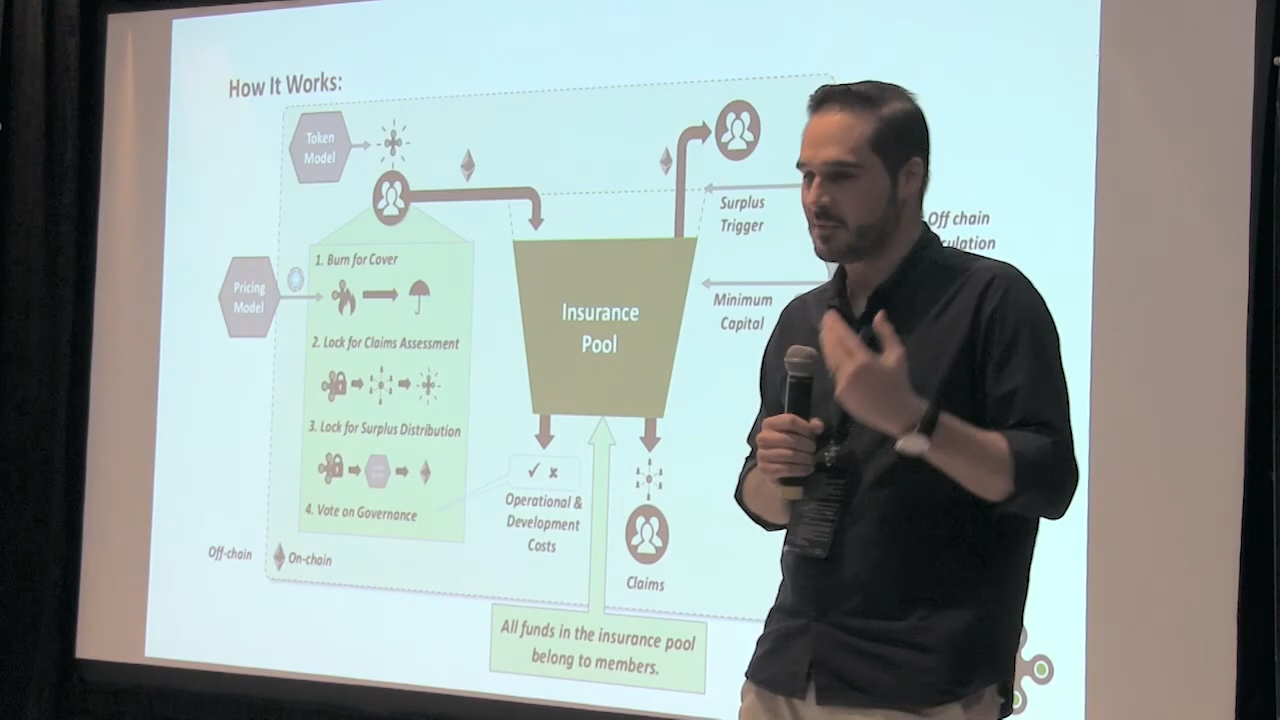 How It Works:
Token
Model
Surplus
Trigger
Off chain
1. Burn for Cover
Pricing
Model
Insurance
Pool
Minimum
Capital
2. Lock for Claims Assessment
3. Lock for Surplus Distribution
4. Vote on Governance
Operational &
Development
Costs
Off-chain
On-chain
Claims
All funds in the insurance pool
belong to members.